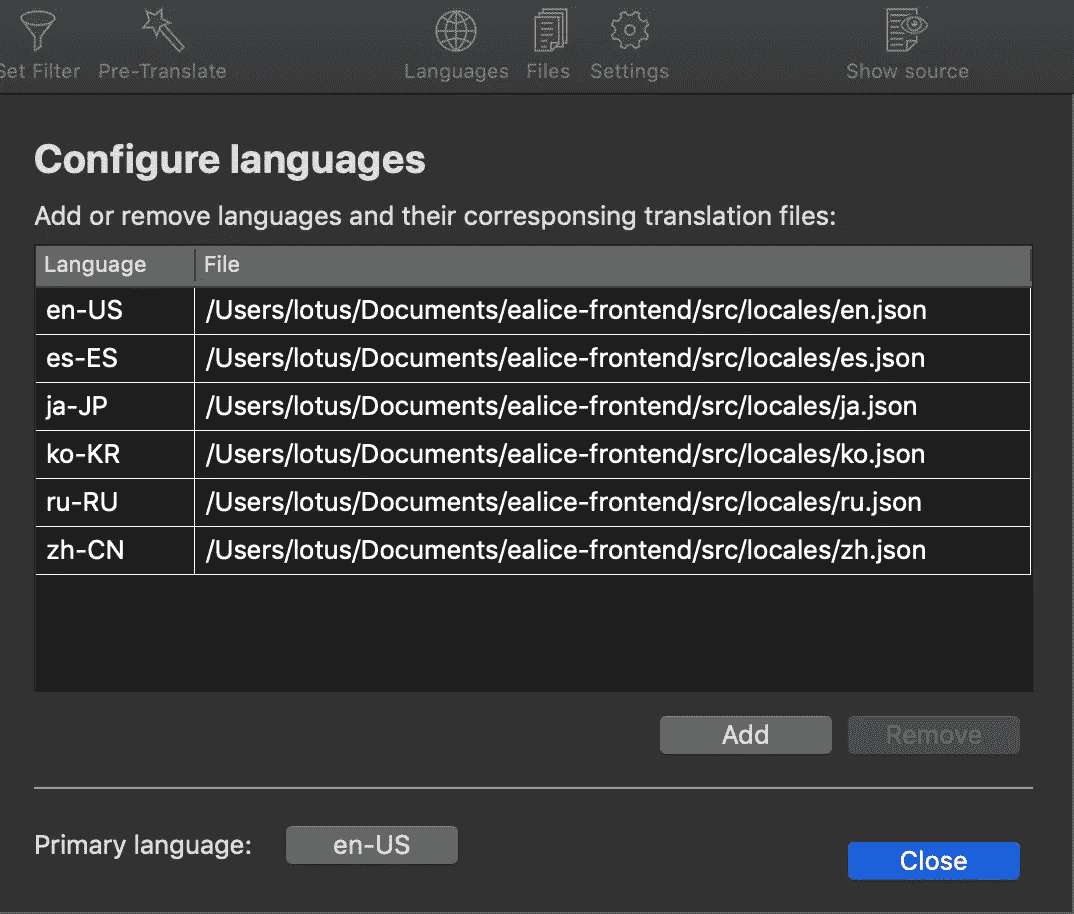 Set Filter Pre-Translate Languages Files Settings Show source
Configure languages
Add or remove languages and their corresponsing translation files:
Language File
en-US /Users/lotus/Documents/ealice-frontend/src/locales/en.json
es-ES /Users/lotus/Documents/ealice-frontend/src/locales/es.json
ja-JP /Users/lotus/Documents/ealice-frontend/src/locales/ja.json
ko-KR /Users/lotus/Documents/ealice-frontend/src/locales/ko.json
ru-RU /Users/lotus/Documents/ealice-frontend/src/locales/ru.json
zh-CN /Users/lotus/Documents/ealice-frontend/src/locales/zh.json
Add Remove
Primary language: en-US
Close